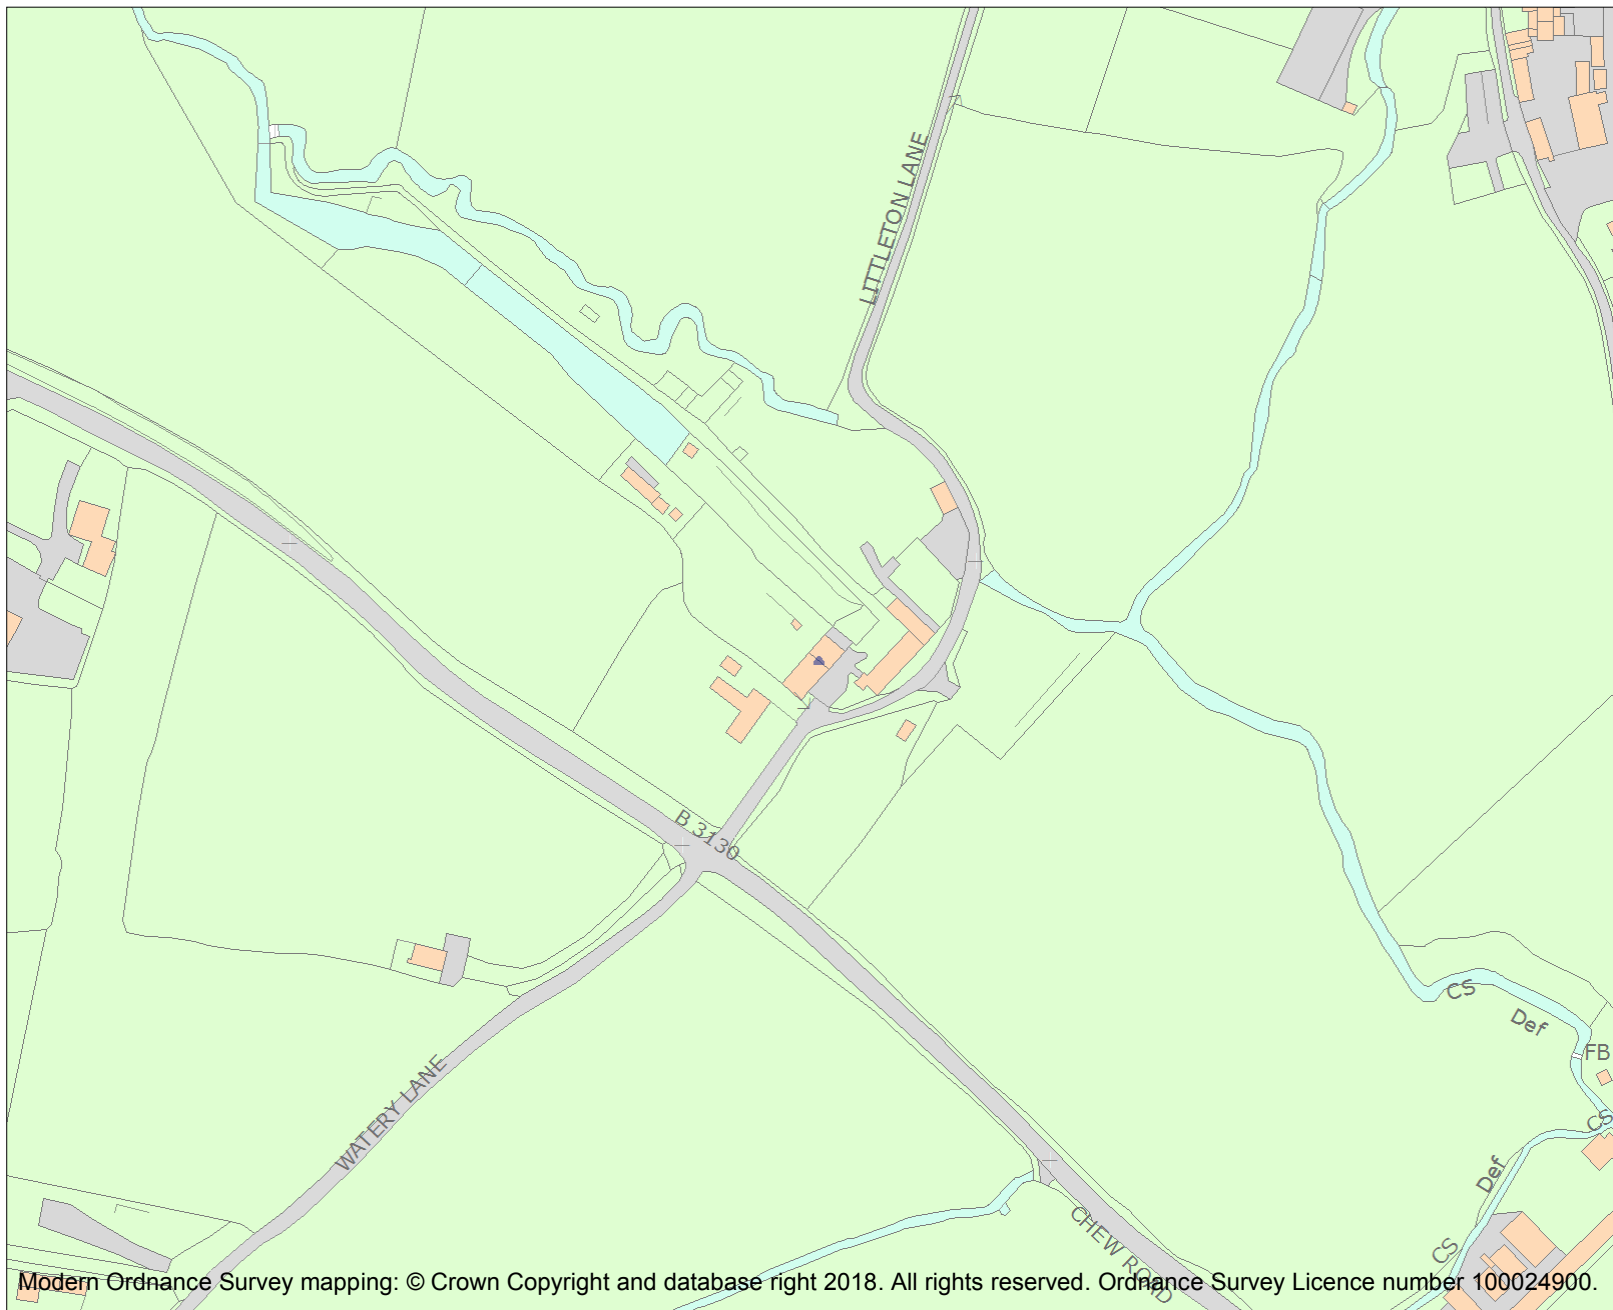 LITTLETON LANE
B 3130
CS
Def
FB
CS
WATERY LANE
Def
CHEW ROAD
CS
Modern Ordnance Survey mapping: © Crown Copyright and database right 2018. All rights reserved. Ordnance Survey Licence number 100024900.